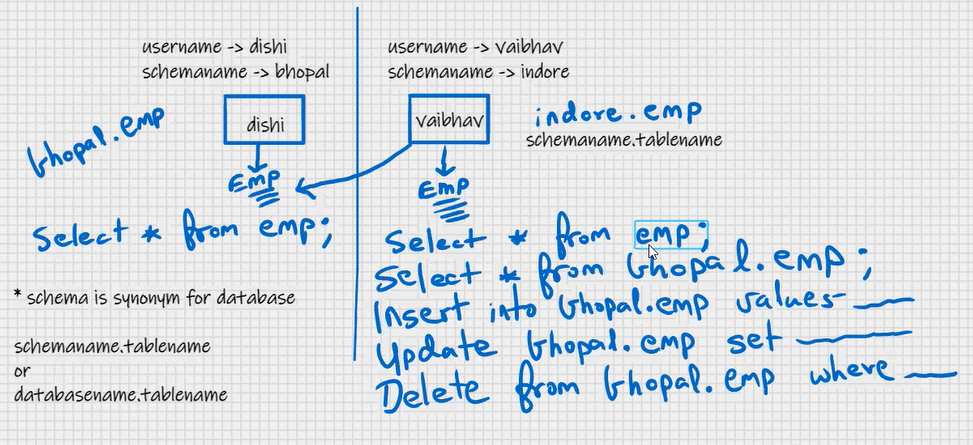 username -> dishi
schemaname -> bhopal
dishi
bhopal.emp
EMP
Select * from emp;
* schema is synonym for database
schemaname.tablename
or
databasename.tablename
username -> vaibhav
schemaname -> indore
vaibhav
indore.emp
schemaname.tablename
EMP
Select * from emp;
Select * from bhopal.emp;
Insert into bhopal.emp values
Update bhopal.emp set
Delete from bhopal.emp where